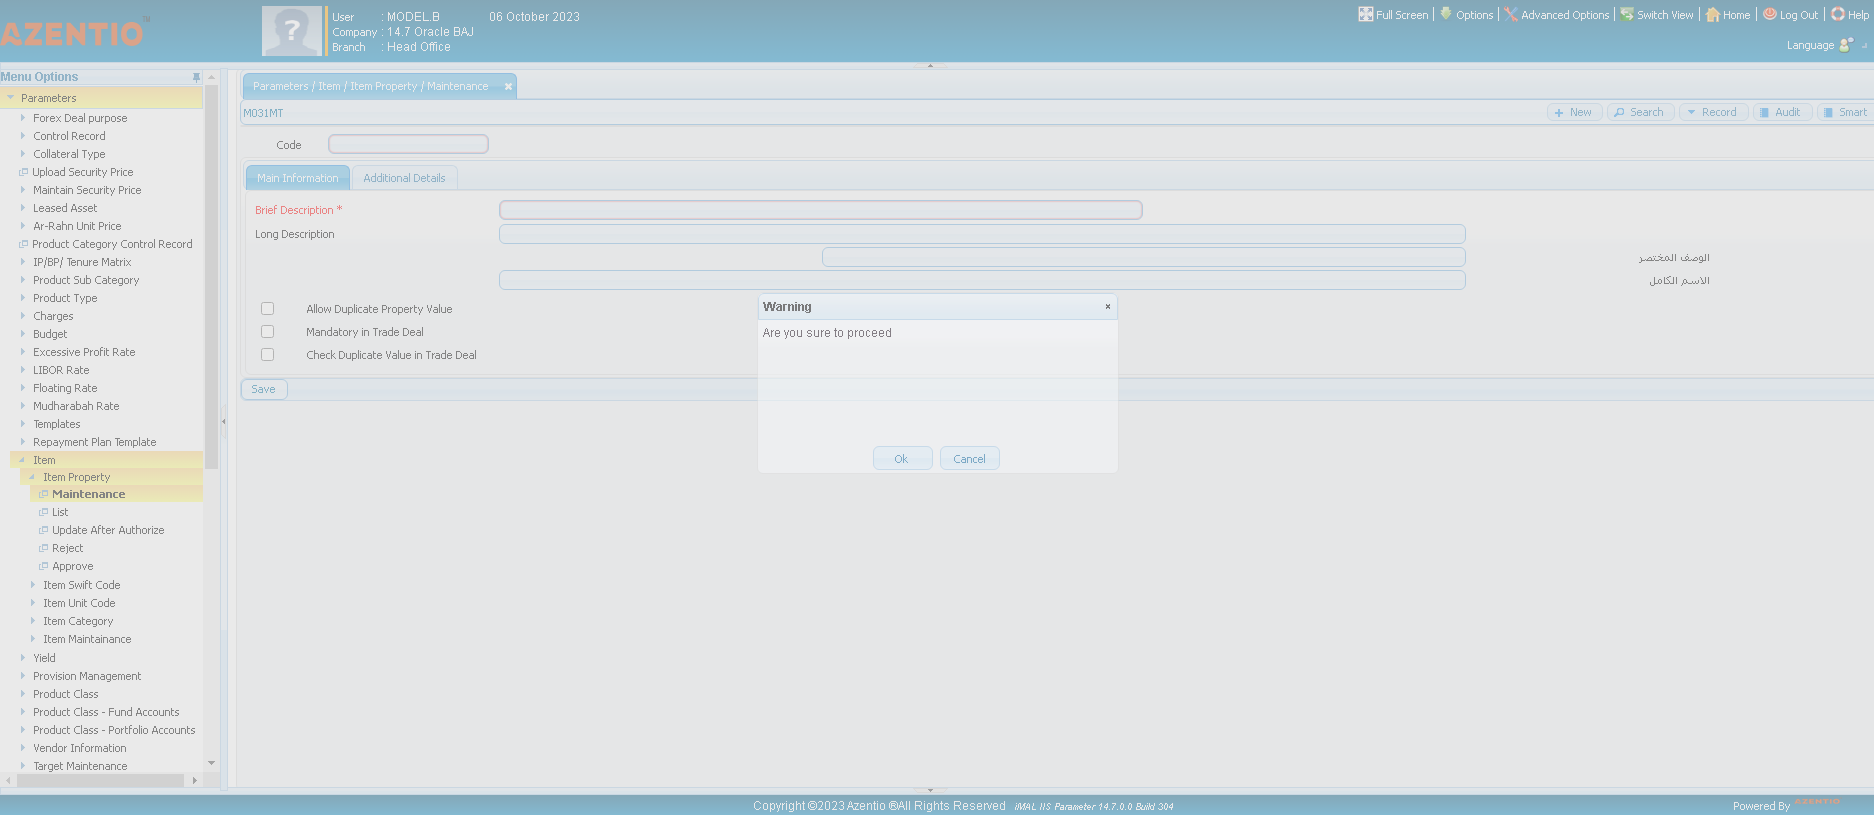 AZENTIO™
User : MODEL.B 06 October 2023
Company : 14.7 Oracle BAJ
Branch : Head Office
Full Screen Options Advanced Options Switch View Home Log Out Help
Language
Menu Options
Parameters
Forex Deal purpose
Control Record
Collateral Type
Upload Security Price
Maintain Security Price
Leased Asset
Ar-Rahn Unit Price
Product Category Control Record
IP/BP/ Tenure Matrix
Product Sub Category
Product Type
Charges
Budget
Excessive Profit Rate
LIBOR Rate
Floating Rate
Mudharabah Rate
Templates
Repayment Plan Template
Item
Item Property
Maintenance
List
Update After Authorize
Reject
Approve
Item Swift Code
Item Unit Code
Item Category
Item Maintainance
Yield
Provision Management
Product Class
Product Class - Fund Accounts
Product Class - Portfolio Accounts
Vendor Information
Target Maintenance
Parameters / Item / Item Property / Maintenance
M031MT
New Search Record Audit Smart
Code
Main Information Additional Details
Brief Description *
Long Description
الوصف المختصر
الاسم الكامل
Allow Duplicate Property Value
Mandatory in Trade Deal
Check Duplicate Value in Trade Deal
Save
Warning
Are you sure to proceed
Ok Cancel
Copyright ©2023 Azentio ®All Rights Reserved iMAL IIS Parameter 14.7.0.0 Build 304
Powered By AZENTIO